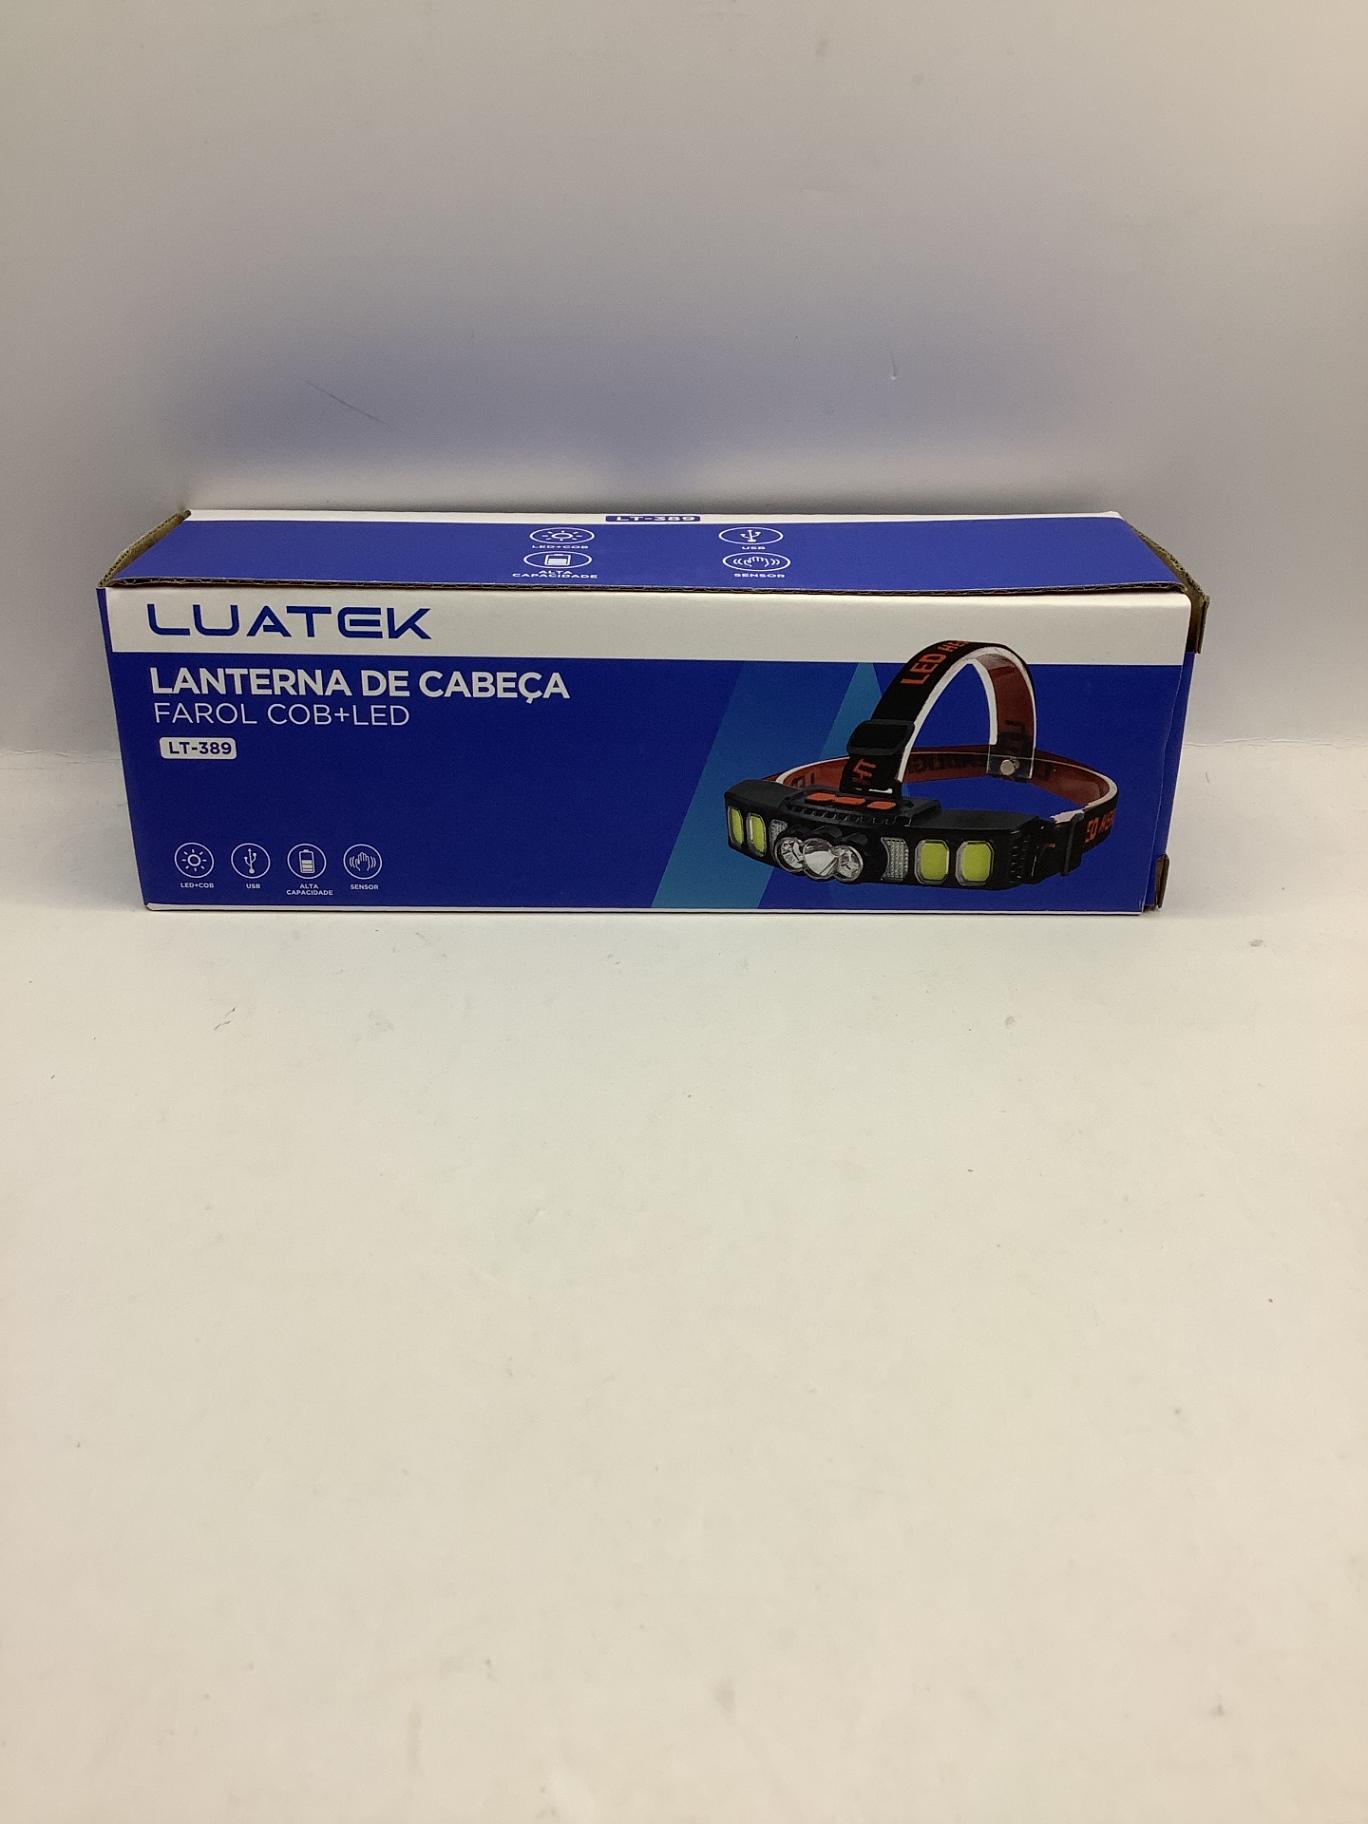 LT-389
LED+COB
USB
ALTA
CAPACIDADE
SENSOR
LUATEK
LANTERNA DE CABEÇA
FAROL COB+LED
LT-389
LED+COB
USB
ALTA
CAPACIDADE
SENSOR
LED HE